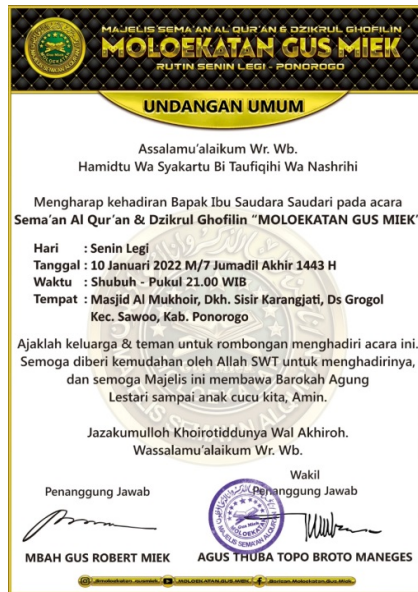 MAJELIS SEMA'AN AL QUR'AN & DZIKRUL GHOFILIN
MOLOEKATAN GUS MIEK
RUTIN SENIN LEGI - PONOROGO
UNDANGAN UMUM
Assalamu'alaikum Wr. Wb.
Hamidtu Wa Syakartu Bi Taufiqihi Wa Nashrihi
Mengharap kehadiran Bapak Ibu Saudara Saudari pada acara
Sema'an Al Qur'an & Dzikrul Ghofilin "MOLOEKATAN GUS MIEK"
Hari : Senin Legi
Tanggal : 10 Januari 2022 M/7 Jumadil Akhir 1443 H
Waktu : Shubuh - Pukul 21.00 WIB
Tempat : Masjid Al Mukhoir, Dkh. Sisir Karangjati, Ds Grogol
Kec. Sawoo, Kab. Ponorogo
Ajaklah keluarga & teman untuk rombongan menghadiri acara ini.
Semoga diberi kemudahan oleh Allah SWT untuk menghadirinya,
dan semoga Majelis ini membawa Barokah Agung
Lestari sampai anak cucu kita, Amin.
Jazakumulloh Khoirotiddunya Wal Akhiroh.
Wassalamu'alaikum Wr. Wb.
Penanggung Jawab
Wakil
Penanggung Jawab
MBAH GUS ROBERT MIEK
AGUS THUBA TOPO BROTO MANEGES